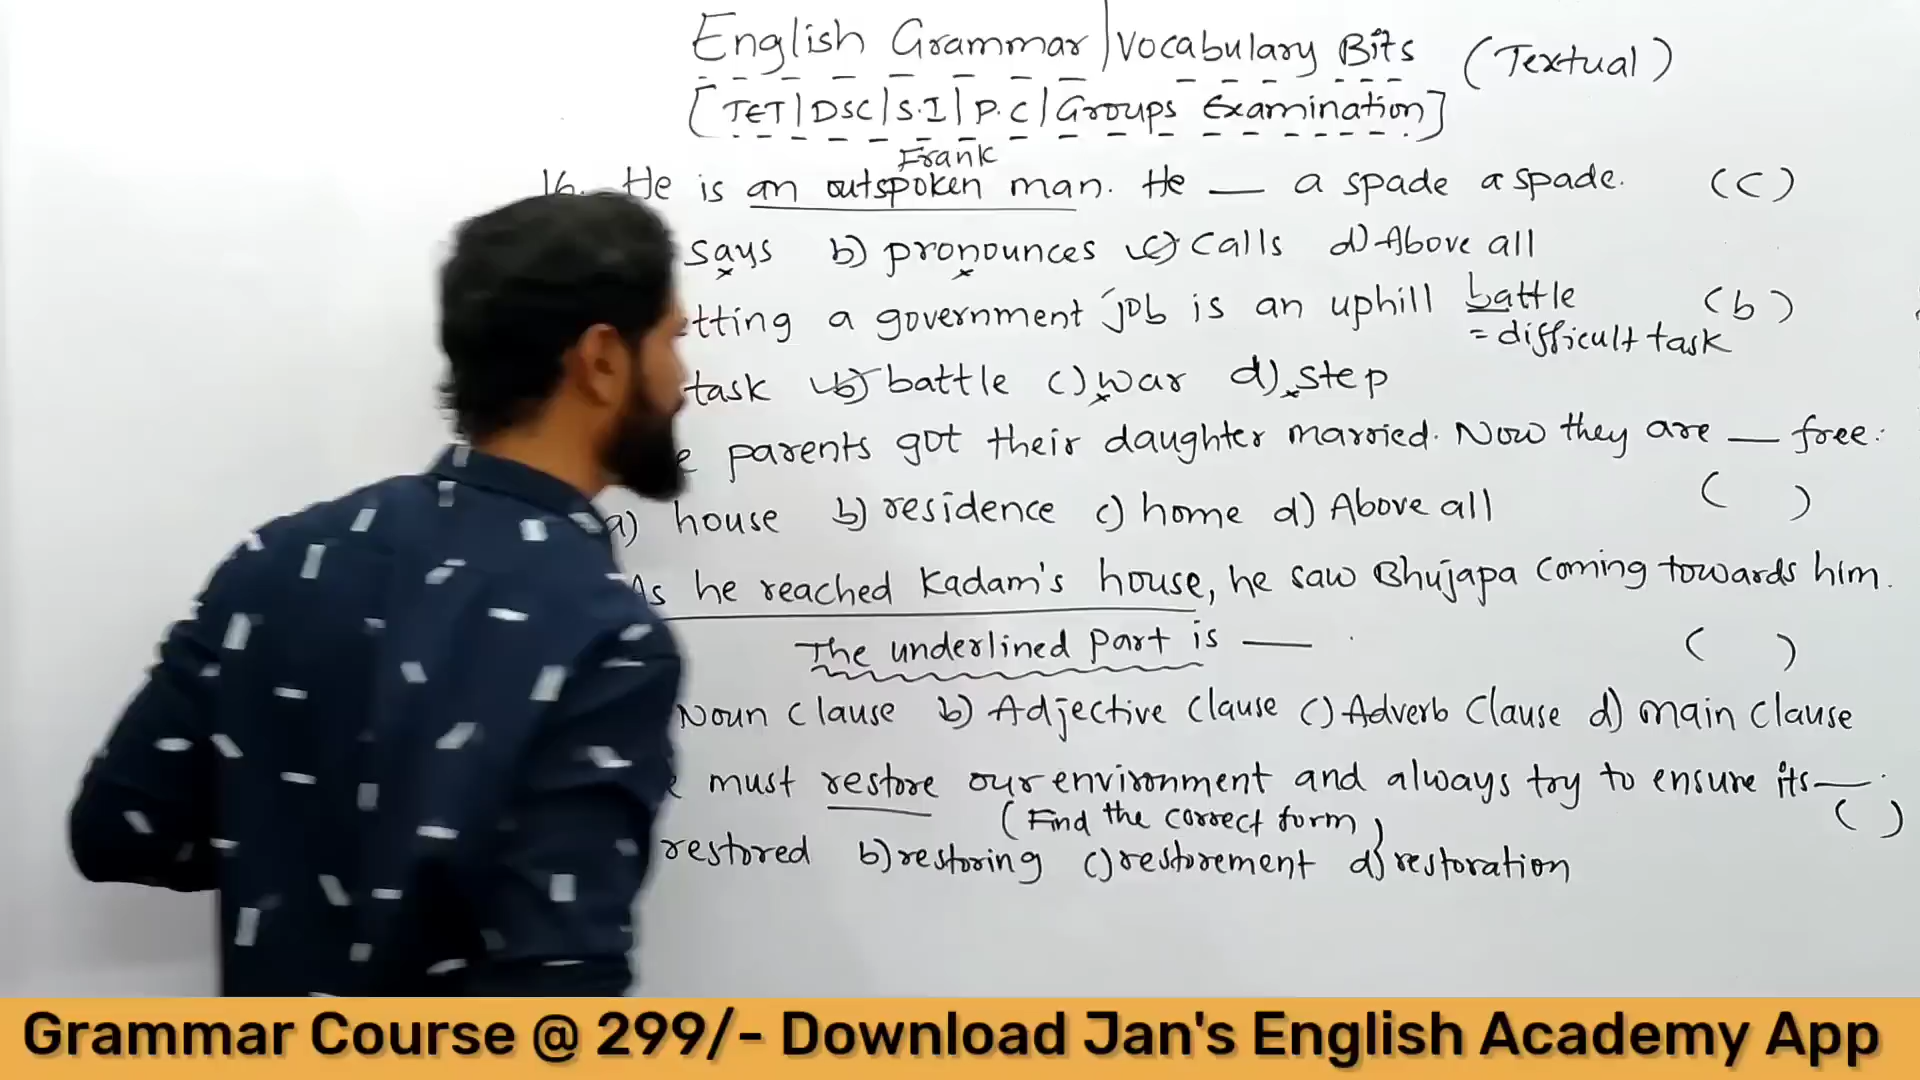 English Grammar | Vocabulary Bits (Textual)
[TET | DSC | S.I | P.C | Groups Examination]
Frank
16. He is an outspoken man. He — a spade a spade. (C)
says b) pronounces c) calls d) Above all
tting a government job is an uphill battle (b)
= difficult task
task b) battle c) war d) step
e parents got their daughter married. Now they are — free.
( )
a) house b) residence c) home d) Above all
As he reached Kadam's house, he saw Bhujapa coming towards him.
The underlined part is — . ( )
Noun clause b) Adjective clause c) Adverb clause d) main clause
e must restore our environment and always try to ensure its —.
(Find the correct form) ( )
restored b) restoring c) restorement d) restoration
Grammar Course @ 299/- Download Jan's English Academy App